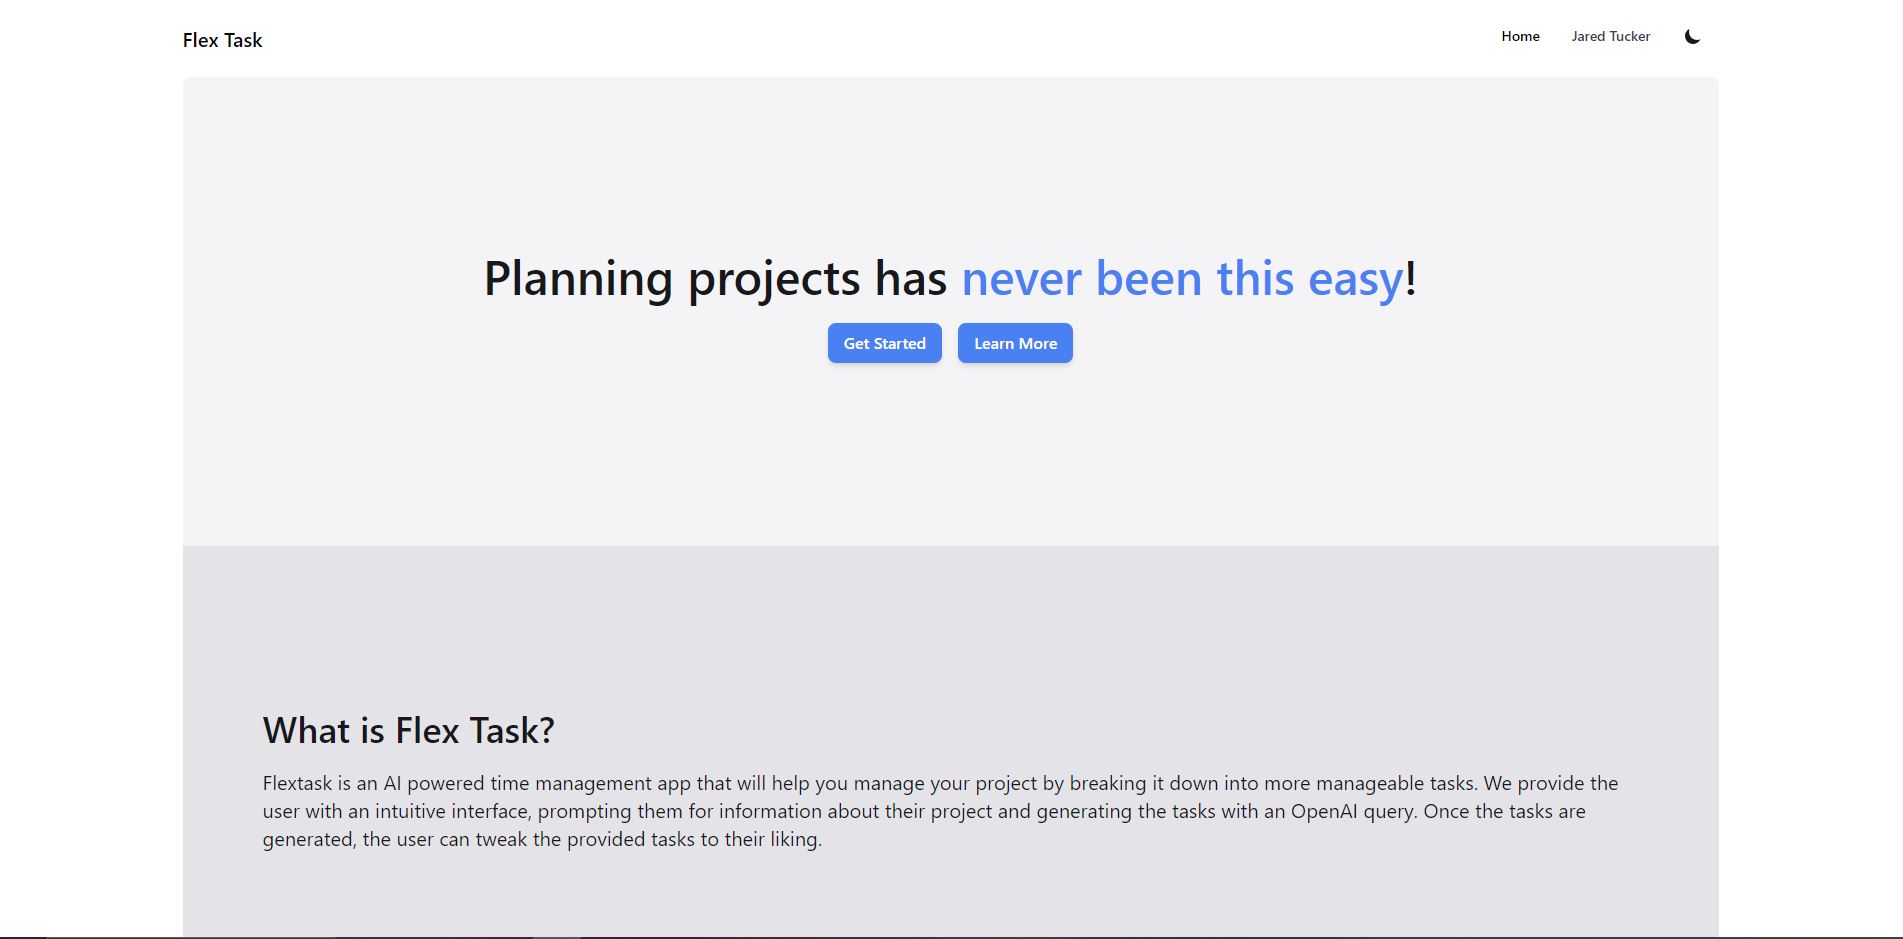 Flex Task
Home
Jared Tucker
Planning projects has never been this easy!
Get Started
Learn More
What is Flex Task?
Flextask is an AI powered time management app that will help you manage your project by breaking it down into more manageable tasks. We provide the
user with an intuitive interface, prompting them for information about their project and generating the tasks with an OpenAI query. Once the tasks are
generated, the user can tweak the provided tasks to their liking.